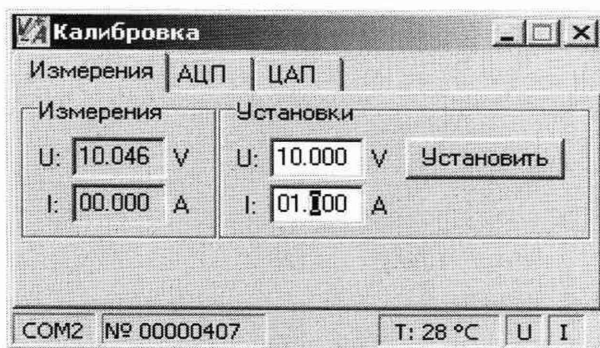 Калибровка
Измерения АЦП ЦАП
Измерения Установки
U: 10.046 V U: 10.000 V Установить
I: 00.000 A I: 01.000 A
COM2 № 00000407 T: 28 °C U I